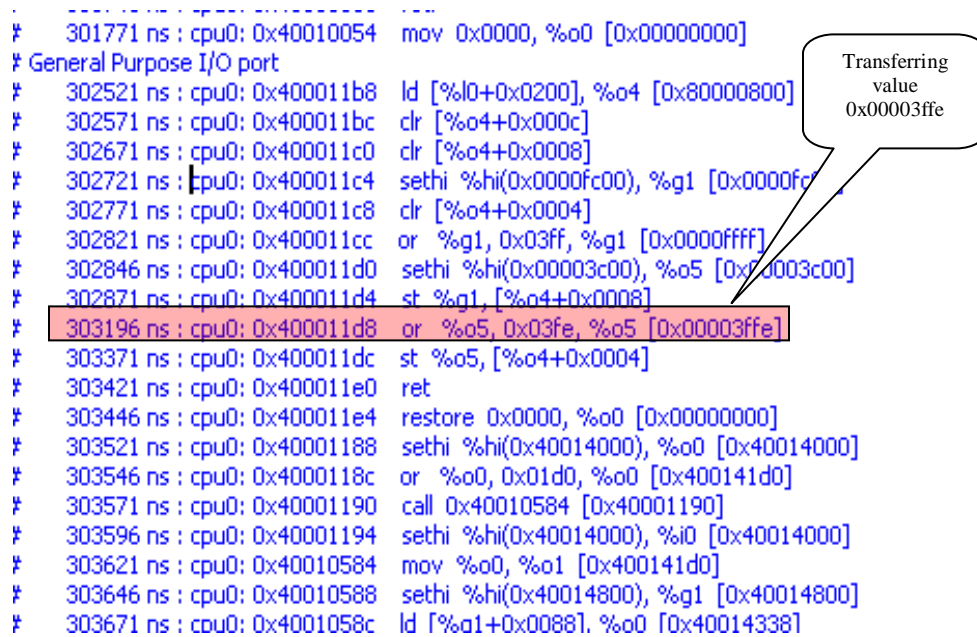 # 301771 ns : cpu0: 0x40010054 mov 0x0000, %o0 [0x00000000]
# General Purpose I/O port
# 302521 ns : cpu0: 0x400011b8 ld [%l0+0x0200], %o4 [0x80000800]
# 302571 ns : cpu0: 0x400011bc clr [%o4+0x000c]
# 302671 ns : cpu0: 0x400011c0 clr [%o4+0x0008]
# 302721 ns : cpu0: 0x400011c4 sethi %hi(0x0000fc00), %g1
# 302771 ns : cpu0: 0x400011c8 clr [%o4+0x0004]
# 302821 ns : cpu0: 0x400011cc or %g1, 0x03ff, %g1 [0x0000ffff]
# 302846 ns : cpu0: 0x400011d0 sethi %hi(0x00003c00), %o5 [0x00003c00]
# 302871 ns : cpu0: 0x400011d4 st %g1, [%o4+0x0008]
# 303196 ns : cpu0: 0x400011d8 or %o5, 0x03fe, %o5 [0x00003ffe]
# 303371 ns : cpu0: 0x400011dc st %o5, [%o4+0x0004]
# 303421 ns : cpu0: 0x400011e0 ret
# 303446 ns : cpu0: 0x400011e4 restore 0x0000, %o0 [0x00000000]
# 303521 ns : cpu0: 0x40001188 sethi %hi(0x40014000), %o0 [0x40014000]
# 303546 ns : cpu0: 0x4000118c or %o0, 0x01d0, %o0 [0x400141d0]
# 303571 ns : cpu0: 0x40001190 call 0x40010584 [0x40001190]
# 303596 ns : cpu0: 0x40001194 sethi %hi(0x40014000), %i0 [0x40014000]
# 303621 ns : cpu0: 0x40010584 mov %o0, %o1 [0x400141d0]
# 303646 ns : cpu0: 0x40010588 sethi %hi(0x40014800), %g1 [0x40014800]
# 303671 ns : cpu0: 0x4001058c ld [%g1+0x0088], %o0 [0x40014338]
Transferring
value
0x00003ffe